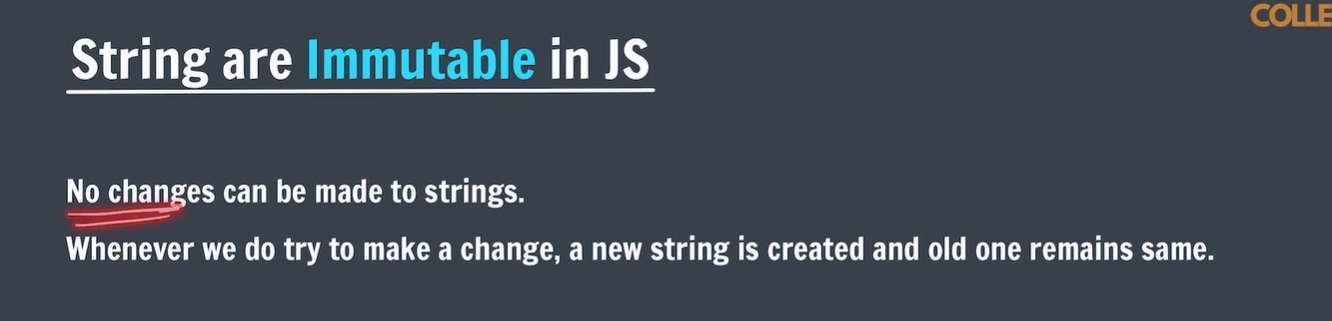 COLLE
String are Immutable in JS
No changes can be made to strings.
Whenever we do try to make a change, a new string is created and old one remains same.